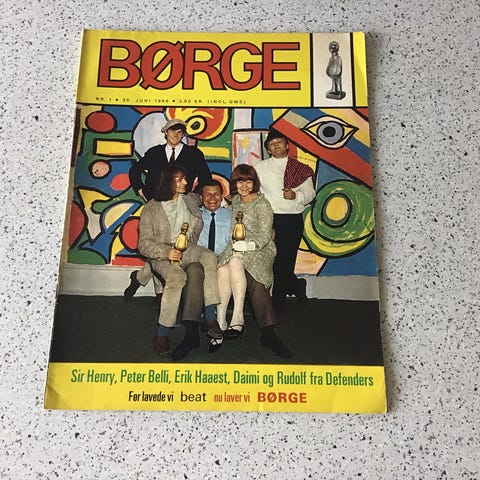 BØRGE
NR. 1 ● 30. JUNI 1969 ● 3,50 KR. (INCL. OMS)
Sir Henry, Peter Belli, Erik Haaest, Daimi og Rudolf fra Defenders
Før lavede vi beat nu laver vi BØRGE